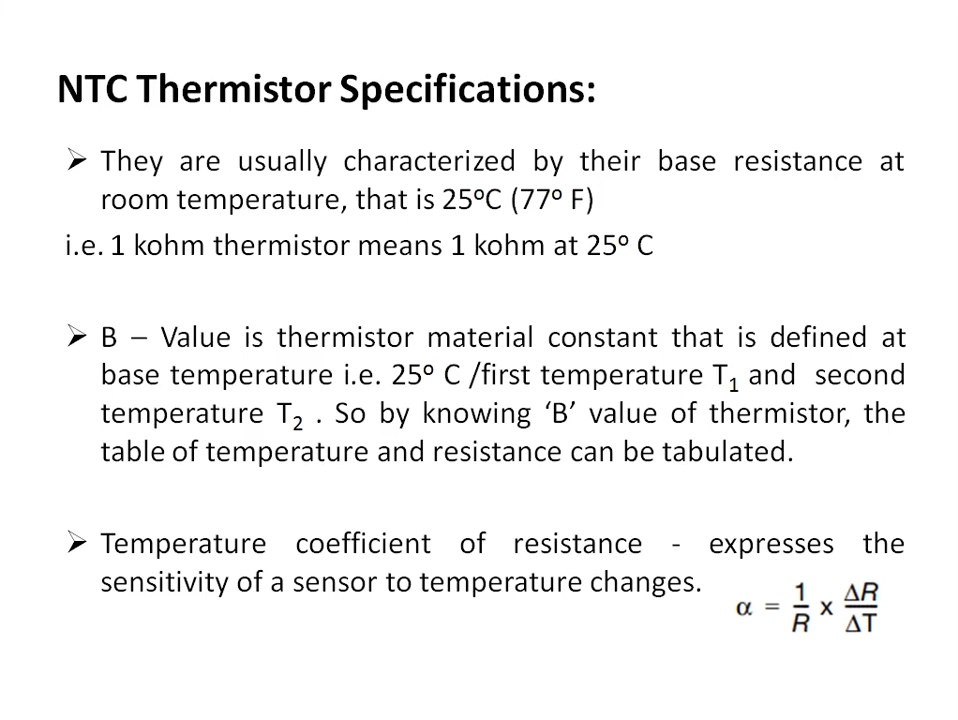 NTC Thermistor Specifications:
➢ They are usually characterized by their base resistance at
room temperature, that is 25ºC (77º F)
i.e. 1 kohm thermistor means 1 kohm at 25º C
➢ B – Value is thermistor material constant that is defined at
base temperature i.e. 25º C /first temperature T₁ and second
temperature T₂ . So by knowing ‘B’ value of thermistor, the
table of temperature and resistance can be tabulated.
➢ Temperature coefficient of resistance - expresses the
sensitivity of a sensor to temperature changes.
α = 1/R x ΔR/ΔT